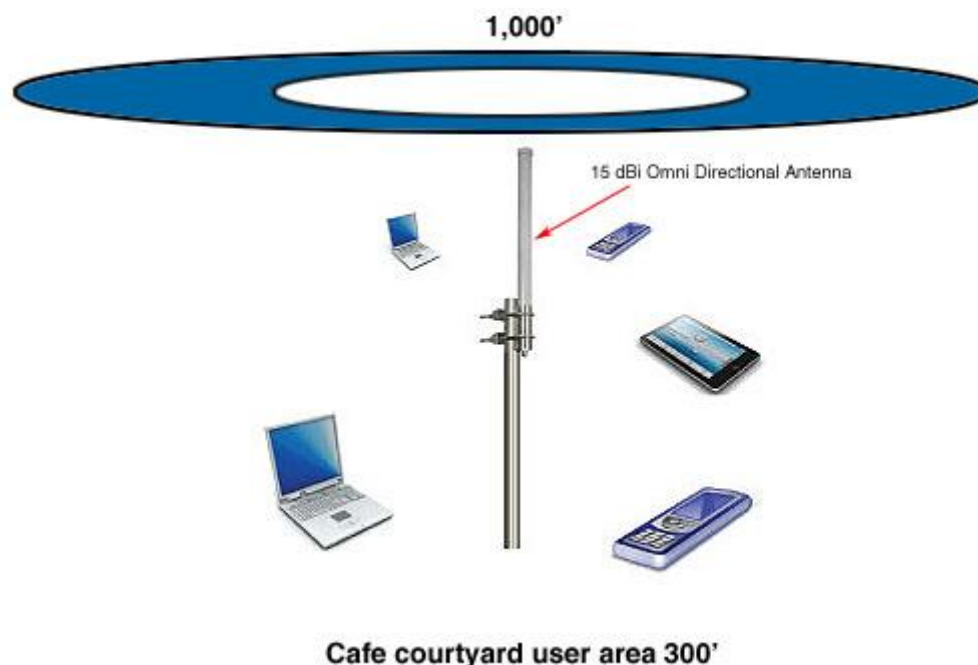 1,000’
15 dBi Omni Directional Antenna
Cafe courtyard user area 300’